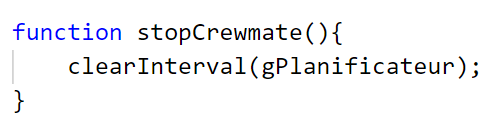 function stopCrewmate(){
    clearInterval(gPlanificateur);
}